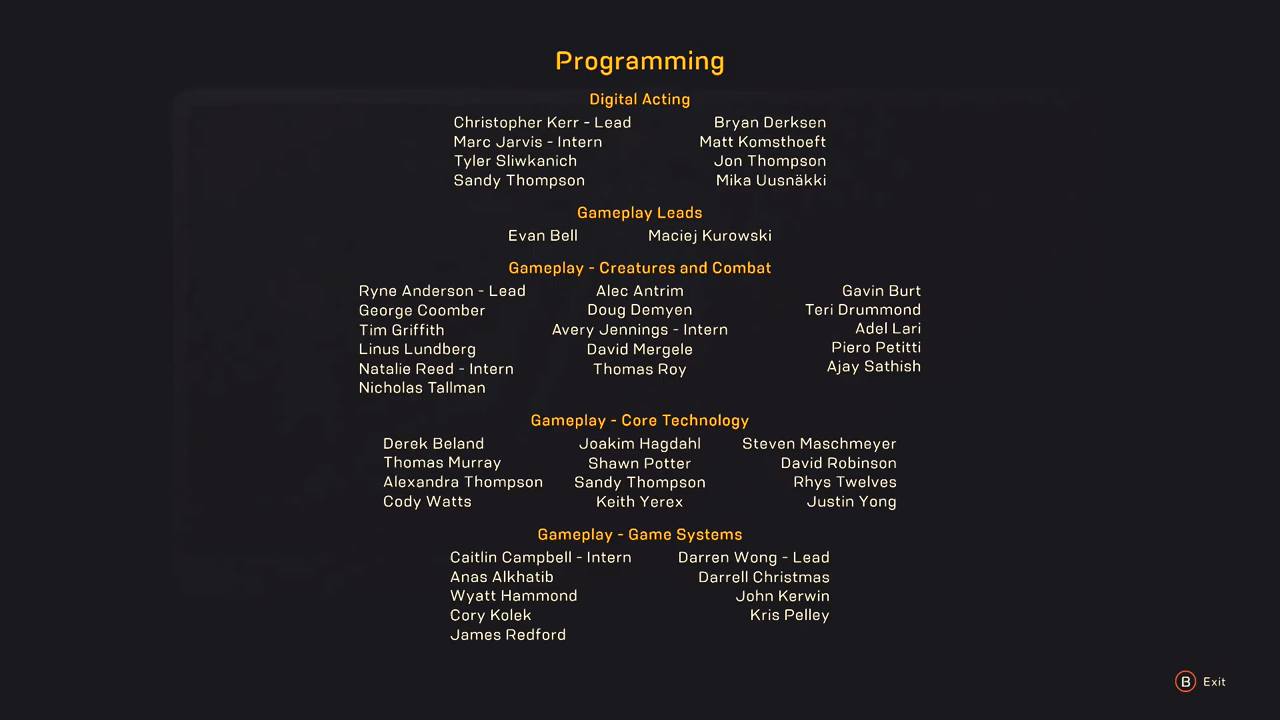 Programming
Digital Acting
Christopher Kerr - Lead Bryan Derksen
Marc Jarvis - Intern Matt Komsthoeft
Tyler Sliwkanich Jon Thompson
Sandy Thompson Mika Uusnäkki
Gameplay Leads
Evan Bell Maciej Kurowski
Gameplay - Creatures and Combat
Ryne Anderson - Lead Alec Antrim Gavin Burt
George Coomber Doug Demyen Teri Drummond
Tim Griffith Avery Jennings - Intern Adel Lari
Linus Lundberg David Mergele Piero Petitti
Natalie Reed - Intern Thomas Roy Ajay Sathish
Nicholas Tallman
Gameplay - Core Technology
Derek Beland Joakim Hagdahl Steven Maschmeyer
Thomas Murray Shawn Potter David Robinson
Alexandra Thompson Sandy Thompson Rhys Twelves
Cody Watts Keith Yerex Justin Yong
Gameplay - Game Systems
Caitlin Campbell - Intern Darren Wong - Lead
Anas Alkhatib Darrell Christmas
Wyatt Hammond John Kerwin
Cory Kolek Kris Pelley
James Redford
B Exit